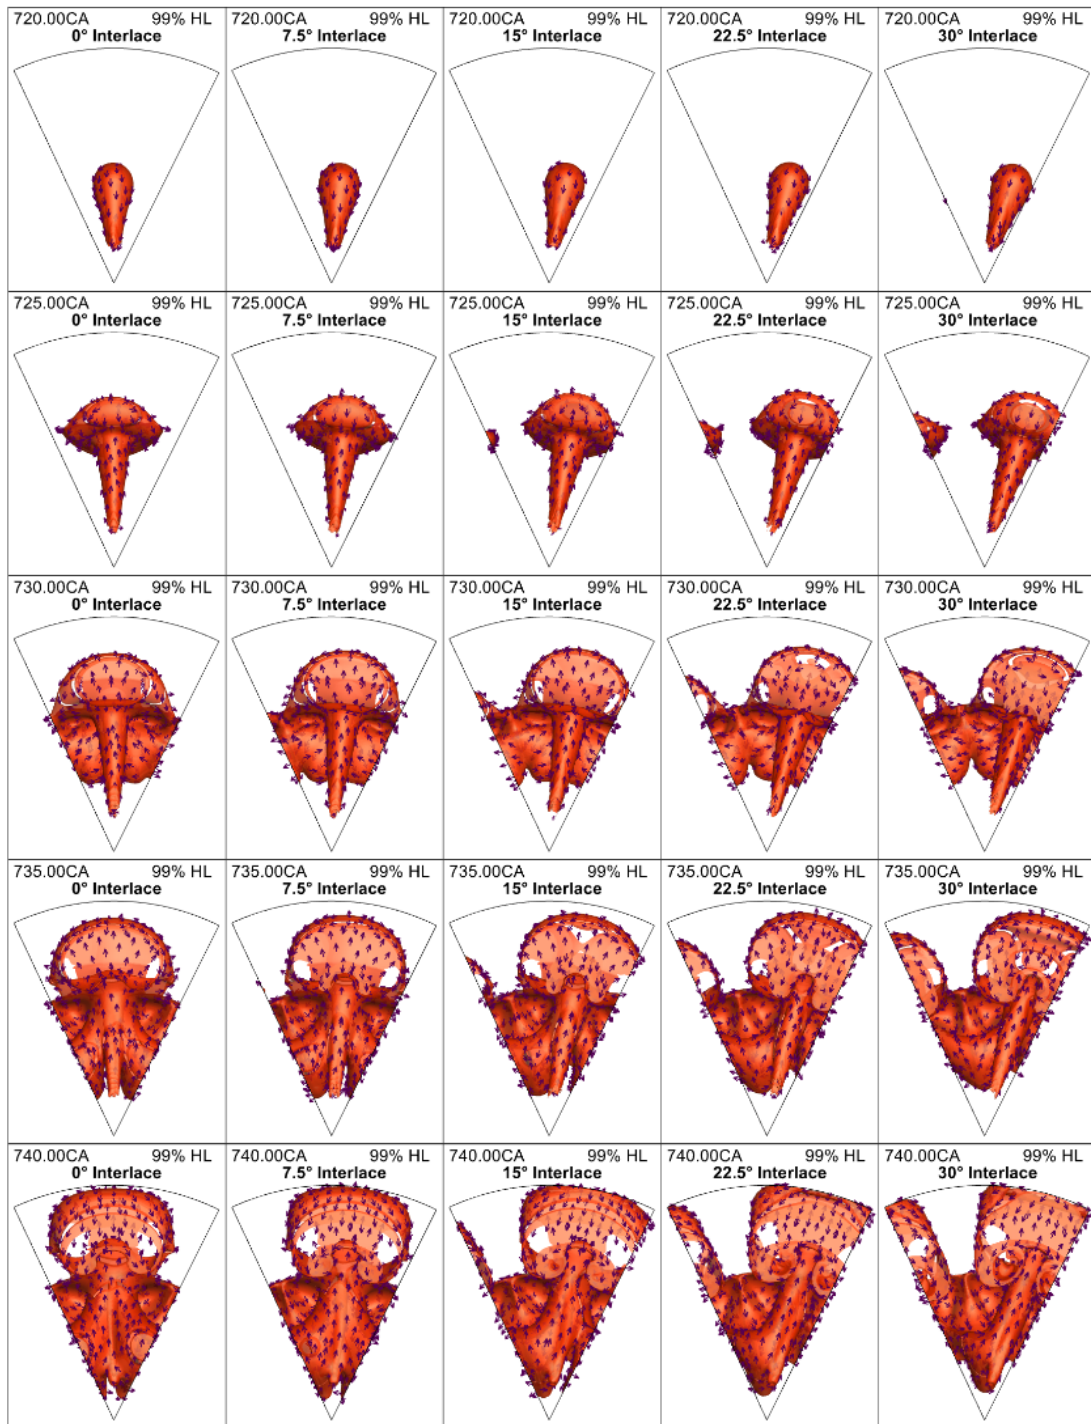 720.00CA 99% HL
0° Interlace
720.00CA 99% HL
7.5° Interlace
720.00CA 99% HL
15° Interlace
720.00CA 99% HL
22.5° Interlace
720.00CA 99% HL
30° Interlace
725.00CA 99% HL
0° Interlace
725.00CA 99% HL
7.5° Interlace
725.00CA 99% HL
15° Interlace
725.00CA 99% HL
22.5° Interlace
725.00CA 99% HL
30° Interlace
730.00CA 99% HL
0° Interlace
730.00CA 99% HL
7.5° Interlace
730.00CA 99% HL
15° Interlace
730.00CA 99% HL
22.5° Interlace
730.00CA 99% HL
30° Interlace
735.00CA 99% HL
0° Interlace
735.00CA 99% HL
7.5° Interlace
735.00CA 99% HL
15° Interlace
735.00CA 99% HL
22.5° Interlace
735.00CA 99% HL
30° Interlace
740.00CA 99% HL
0° Interlace
740.00CA 99% HL
7.5° Interlace
740.00CA 99% HL
15° Interlace
740.00CA 99% HL
22.5° Interlace
740.00CA 99% HL
30° Interlace